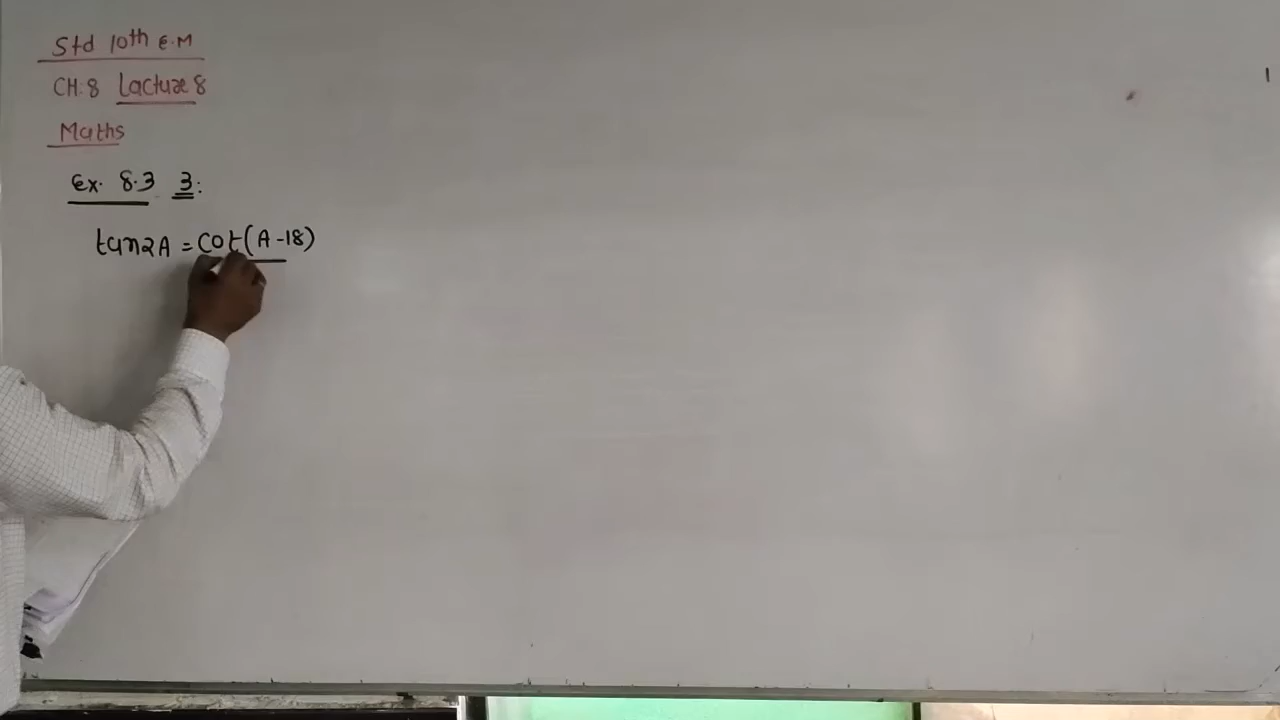 Std 10th E.M
CH:8 Lacture 8
Maths
Ex. 8.3 3:
tan2A = Cot(A-18)